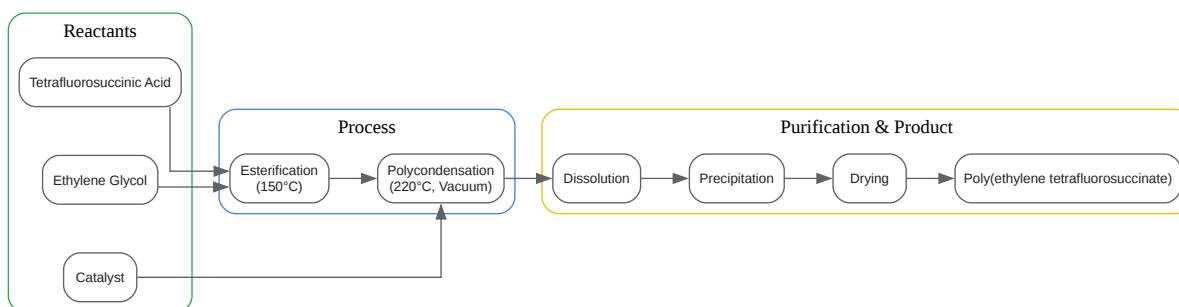 Reactants
Tetrafluorosuccinic Acid
Ethylene Glycol
Catalyst
Process
Esterification
(150°C)
Polycondensation
(220°C, Vacuum)
Purification & Product
Dissolution
Precipitation
Drying
Poly(ethylene tetrafluorosuccinate)